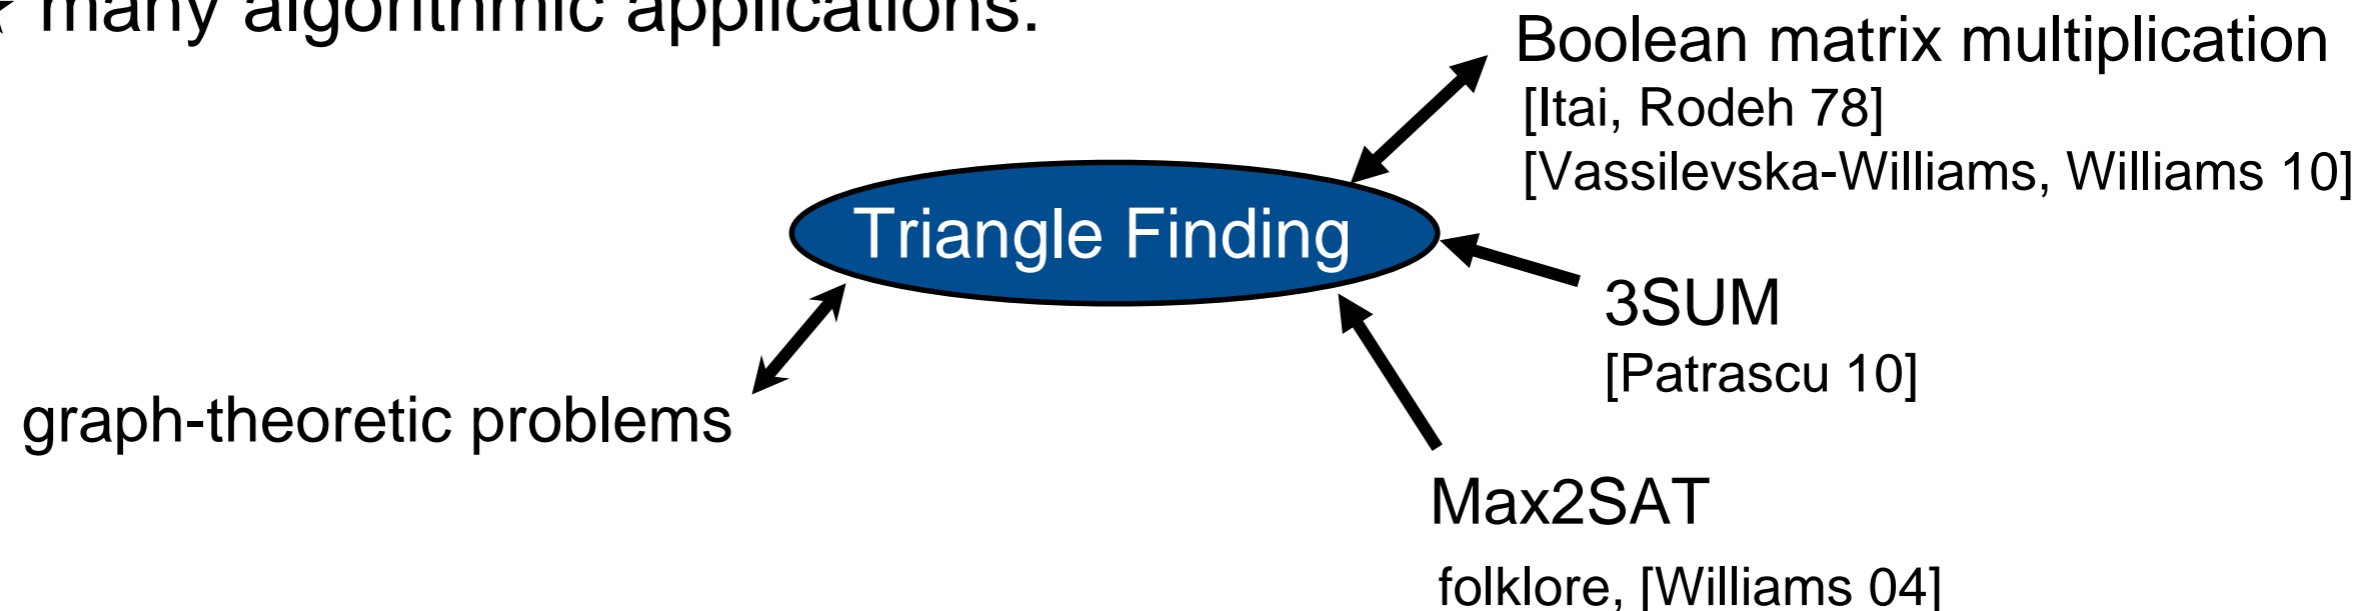 many algorithmic applications:
Boolean matrix multiplication
[Itai, Rodeh 78]
[Vassilevska-Williams, Williams 10]
Triangle Finding
3SUM
[Patrascu 10]
graph-theoretic problems
Max2SAT
folklore, [Williams 04]